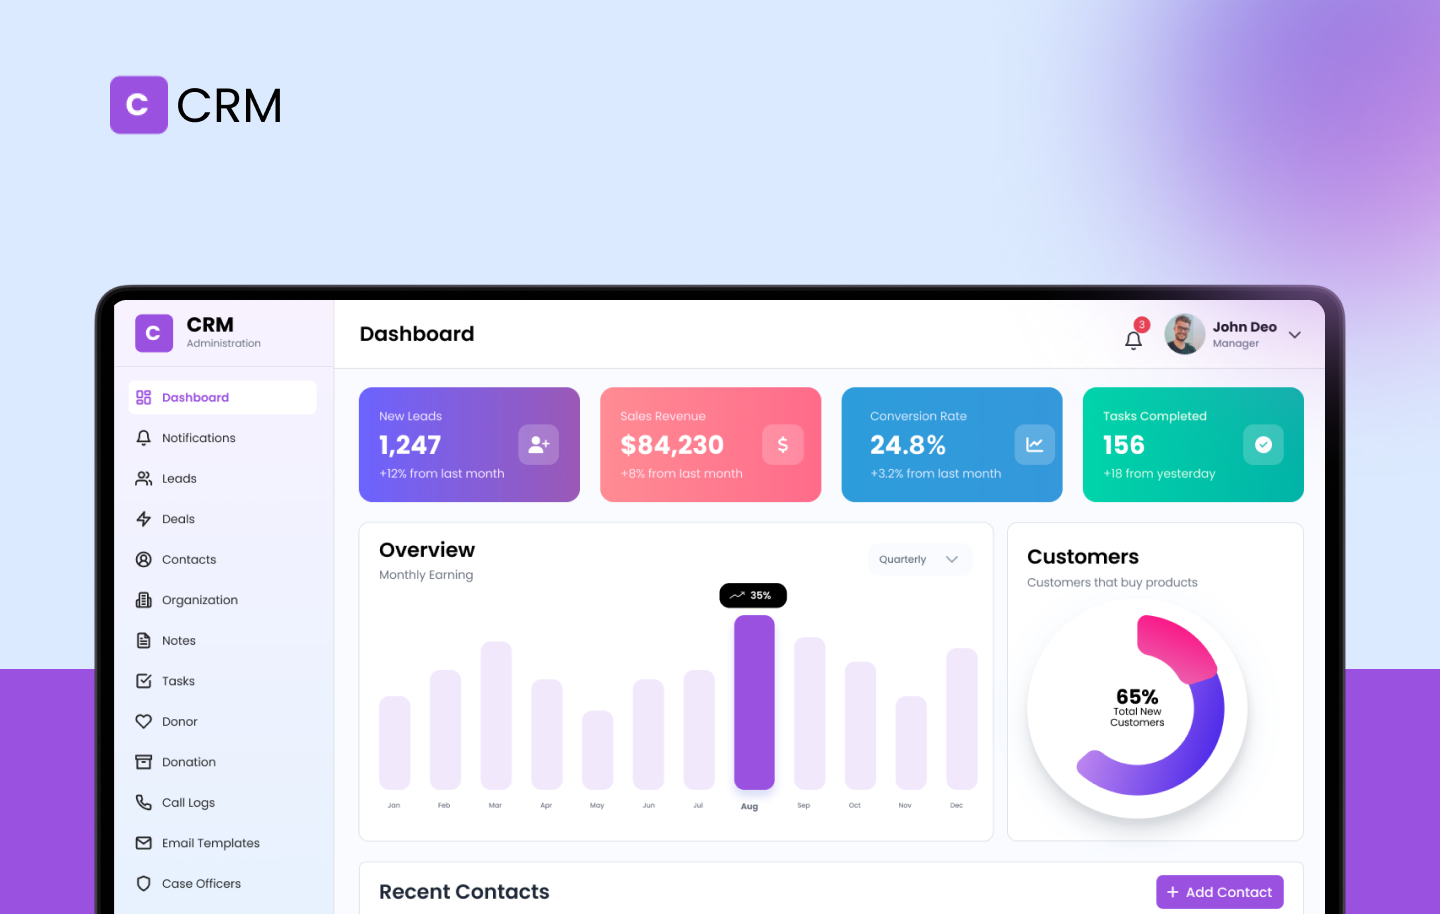 C CRM
C CRM
Administration
Dashboard
3
John Deo
Manager
Dashboard
Notifications
Leads
Deals
Contacts
Organization
Notes
Tasks
Donor
Donation
Call Logs
Email Templates
Case Officers
New Leads
1,247
+12% from last month
Sales Revenue
$84,230
+8% from last month
$
Conversion Rate
24.8%
+3.2% from last month
Tasks Completed
156
+18 from yesterday
Overview
Monthly Earning
Quarterly
35%
Jan Feb Mar Apr May Jun Jul Aug Sep Oct Nov Dec
Customers
Customers that buy products
65%
Total New
Customers
Recent Contacts
+ Add Contact